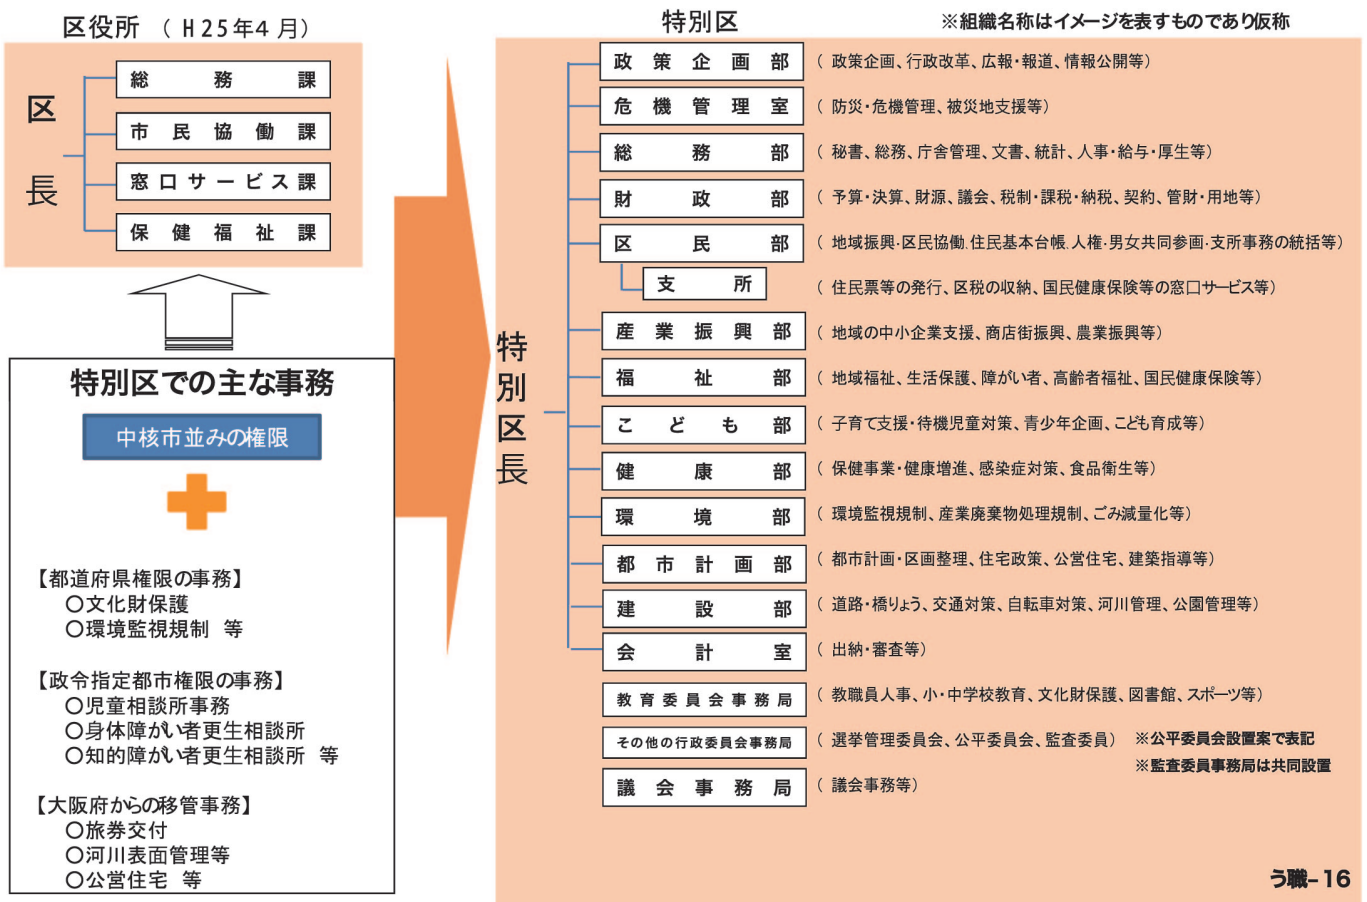 区役所 （ H25年4月）
区長
総務課
市民協働課
窓口サービス課
保健福祉課
特別区での主な事務
中核市並みの権限
【都道府県権限の事務】
○文化財保護
○環境監視規制 等
【政令指定都市権限の事務】
○児童相談所事務
○身体障がい者更生相談所
○知的障がい者更生相談所 等
【大阪府からの移管事務】
○旅券交付
○河川表面管理等
○公営住宅 等
特別区
※組織名称はイメージを表すものであり仮称
特別区長
政策企画部 （ 政策企画、行政改革、広報・報道、情報公開等）
危機管理室 （ 防災・危機管理、被災地支援等）
総務部 （ 秘書、総務、庁舎管理、文書、統計、人事・給与・厚生等）
財政部 （ 予算・決算、財源、議会、税制・課税・納税、契約、管財・用地等）
区民部 （ 地域振興・区民協働、住民基本台帳、人権・男女共同参画・支所事務の統括等）
支所 （ 住民票等の発行、区税の収納、国民健康保険等の窓口サービス等）
産業振興部 （ 地域の中小企業支援、商店街振興、農業振興等）
福祉部 （ 地域福祉、生活保護、障がい者、高齢者福祉、国民健康保険等）
こども部 （ 子育て支援・待機児童対策、青少年企画、こども育成等）
健康部 （ 保健事業・健康増進、感染症対策、食品衛生等）
環境部 （ 環境監視規制、産業廃棄物処理規制、ごみ減量化等）
都市計画部 （ 都市計画・区画整理、住宅政策、公営住宅、建築指導等）
建設部 （ 道路・橋りょう、交通対策、自転車対策、河川管理、公園管理等）
会計室 （ 出納・審査等）
教育委員会事務局 （ 教職員人事、小・中学校教育、文化財保護、図書館、スポーツ等）
その他の行政委員会事務局 （ 選挙管理委員会、公平委員会、監査委員） ※公平委員会設置案で表記
※監査委員事務局は共同設置
議会事務局 （ 議会事務等）
う職-16